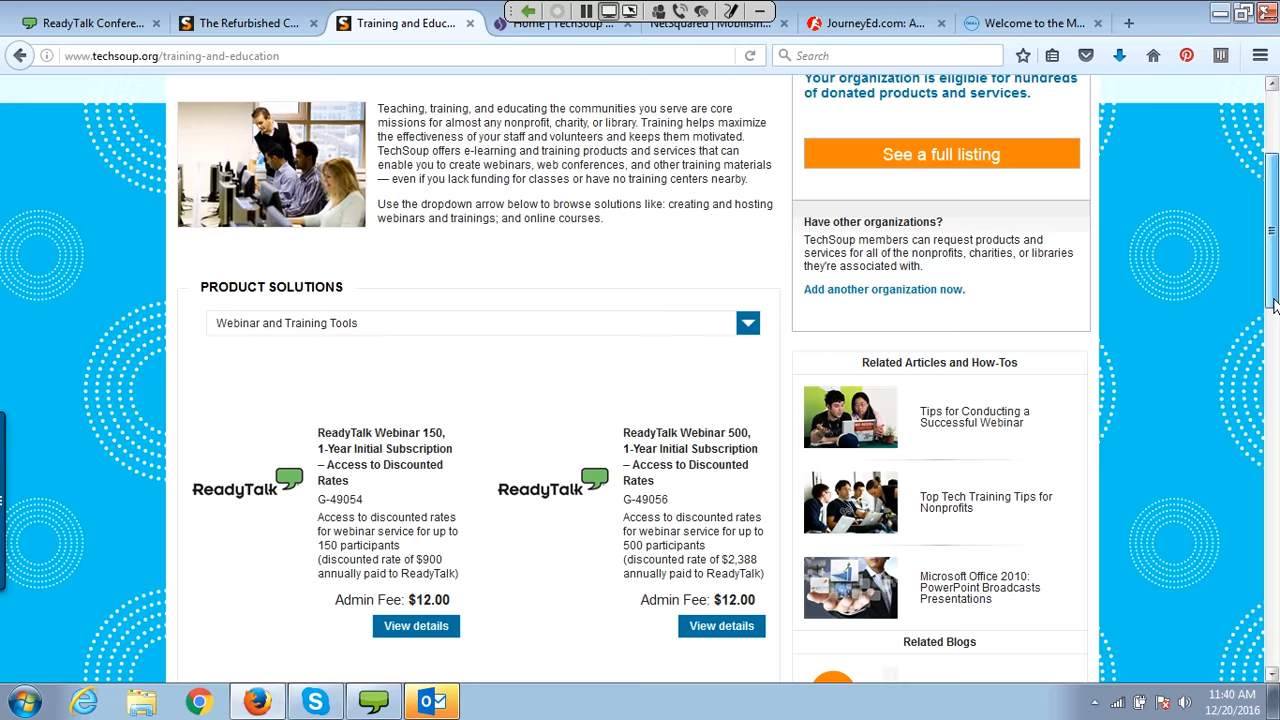 ReadyTalk Confere...
The Refurbished C...
Training and Educ...
Home | TechSoup ...
NetSquared | Mobilism...
JourneyEd.com: A...
Welcome to the M...
www.techsoup.org/training-and-education
Search
Teaching, training, and educating the communities you serve are core
missions for almost any nonprofit, charity, or library. Training helps maximize
the effectiveness of your staff and volunteers and keeps them motivated.
TechSoup offers e-learning and training products and services that can
enable you to create webinars, web conferences, and other training materials
— even if you lack funding for classes or have no training centers nearby.
Use the dropdown arrow below to browse solutions like: creating and hosting
webinars and trainings; and online courses.
Your organization is eligible for hundreds
of donated products and services.
See a full listing
Have other organizations?
TechSoup members can request products and
services for all of the nonprofits, charities, or libraries
they're associated with.
Add another organization now.
PRODUCT SOLUTIONS
Webinar and Training Tools
ReadyTalk
ReadyTalk Webinar 150,
1-Year Initial Subscription
– Access to Discounted
Rates
G-49054
Access to discounted rates
for webinar service for up to
150 participants
(discounted rate of $900
annually paid to ReadyTalk)
Admin Fee: $12.00
View details
ReadyTalk
ReadyTalk Webinar 500,
1-Year Initial Subscription
– Access to Discounted
Rates
G-49056
Access to discounted rates
for webinar service for up to
500 participants
(discounted rate of $2,388
annually paid to ReadyTalk)
Admin Fee: $12.00
View details
Related Articles and How-Tos
Tips for Conducting a
Successful Webinar
Top Tech Training Tips for
Nonprofits
Microsoft Office 2010:
PowerPoint Broadcasts
Presentations
Related Blogs
11:40 AM
12/20/2016